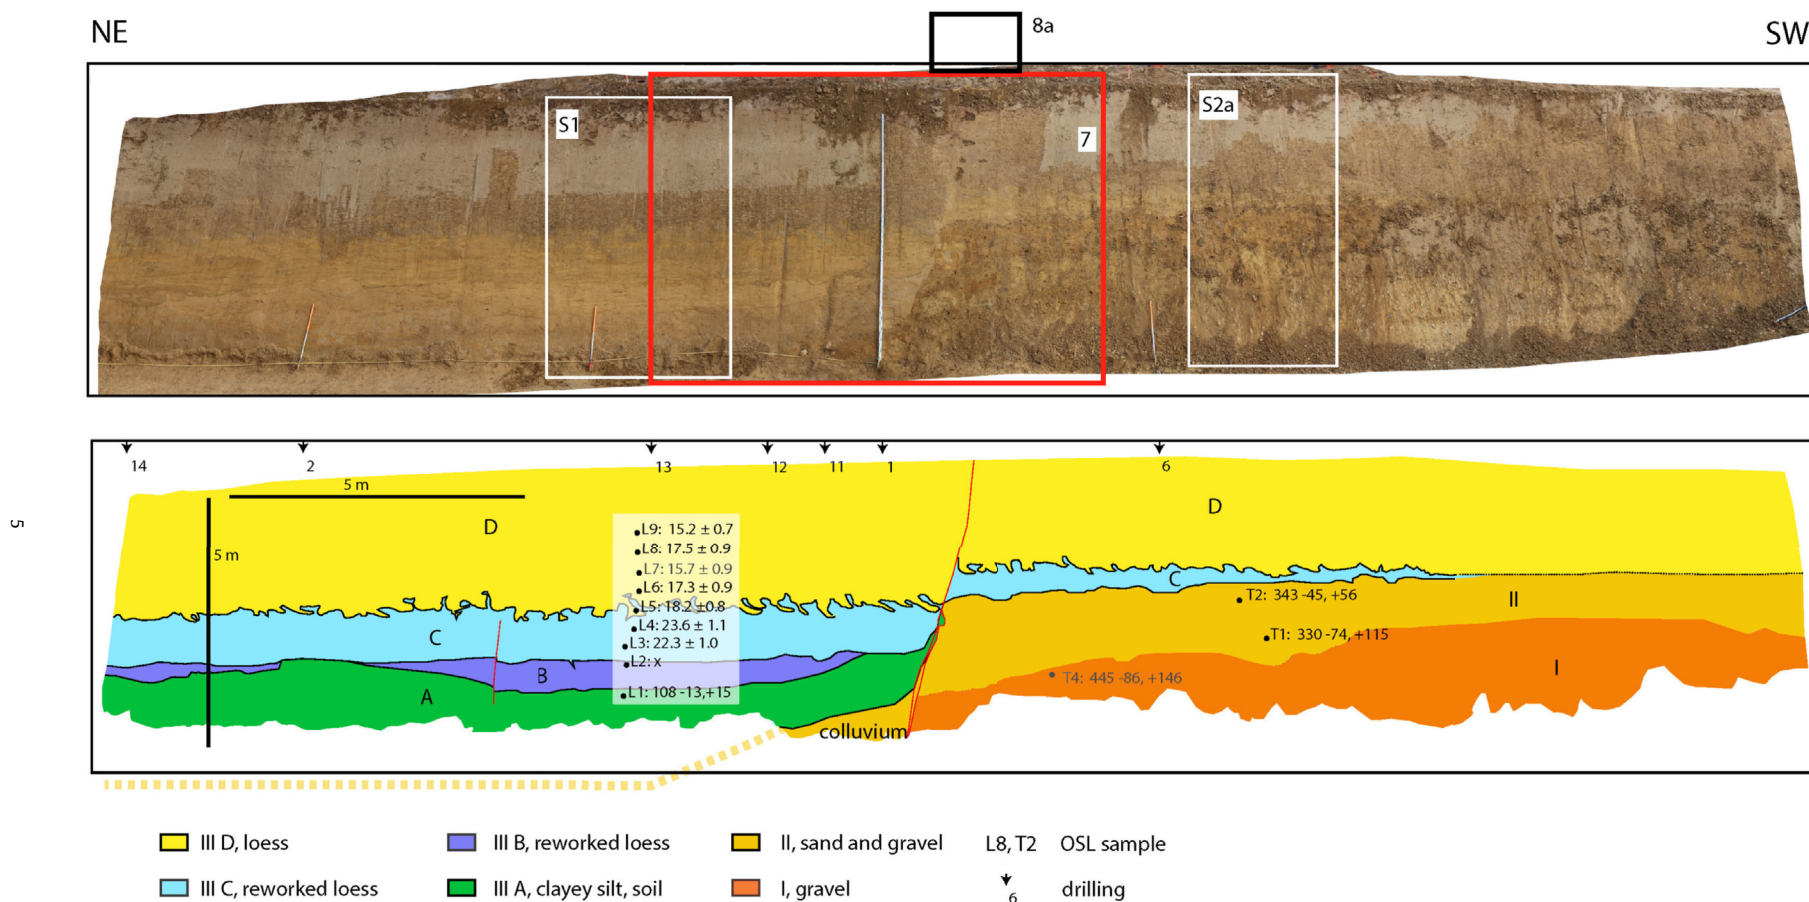 NE 8a SW
S1 S2a
7
14 2 13 12 11 1 6
5 m
D D
5 m
L9: 15.2 ± 0.7
L8: 17.5 ± 0.9
L7: 15.7 ± 0.9
L6: 17.3 ± 0.9
L5: 18.2 ± 0.8
L4: 23.6 ± 1.1
L3: 22.3 ± 1.0
L2: x
L1: 108 -13,+15
C C
B
A
T2: 343 -45, +56
II
T1: 330 -74, +115
I
T4: 445 -86, +146
colluvium
5
III D, loess III B, reworked loess II, sand and gravel L8, T2 OSL sample
III C, reworked loess III A, clayey silt, soil I, gravel 6 drilling